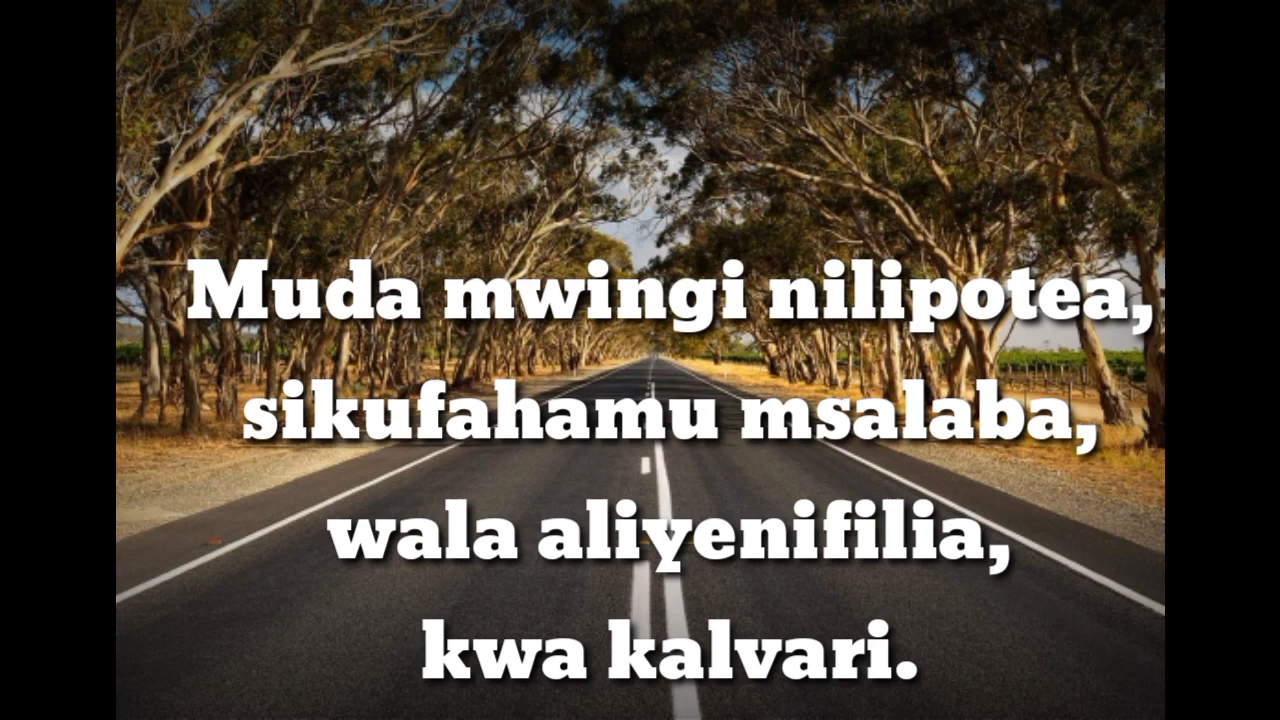 Muda mwingi nilipotea,
sikufahamu msalaba,
wala aliyenifilia,
kwa kalvari.